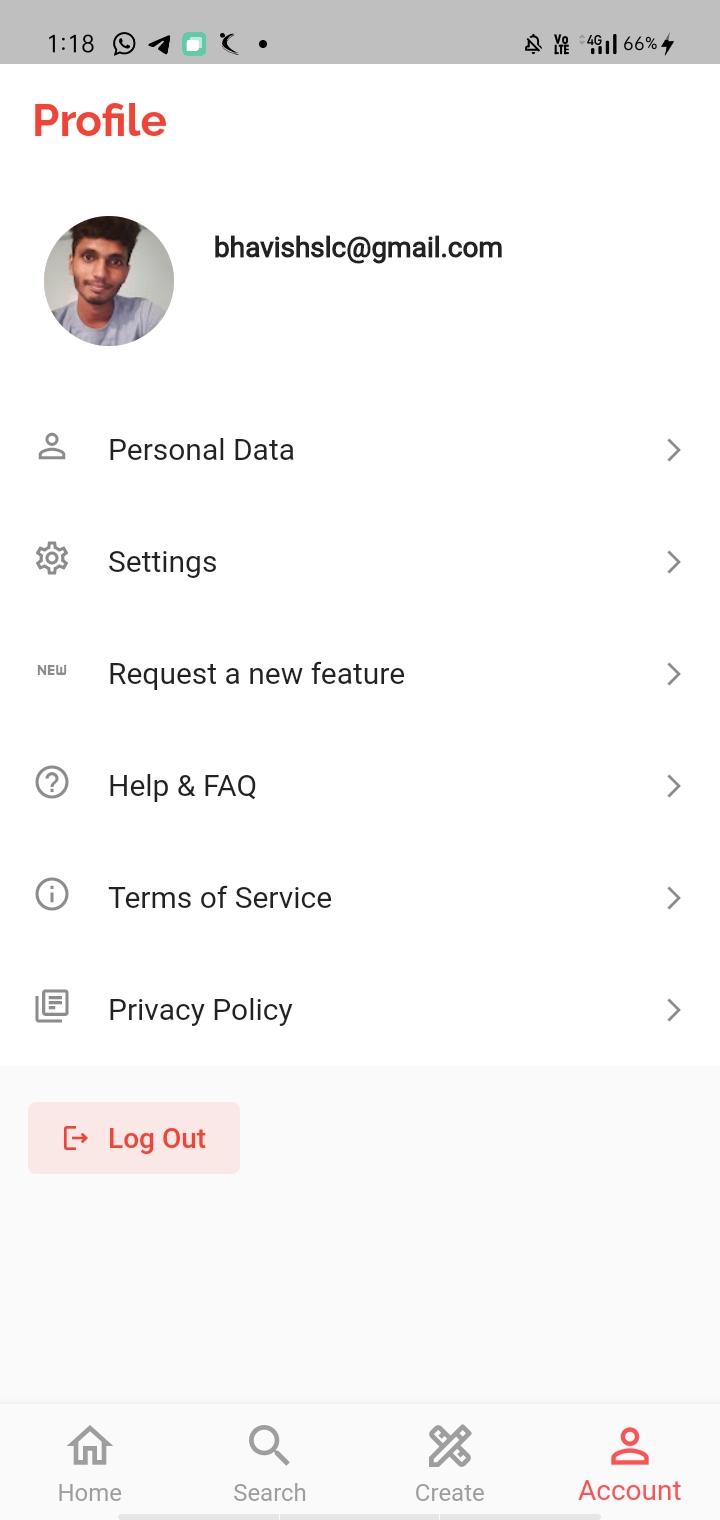 1:18 Vo LTE 4G 66%
Profile
bhavishslc@gmail.com
Personal Data
Settings
NEW Request a new feature
Help & FAQ
Terms of Service
Privacy Policy
Log Out
Home Search Create Account